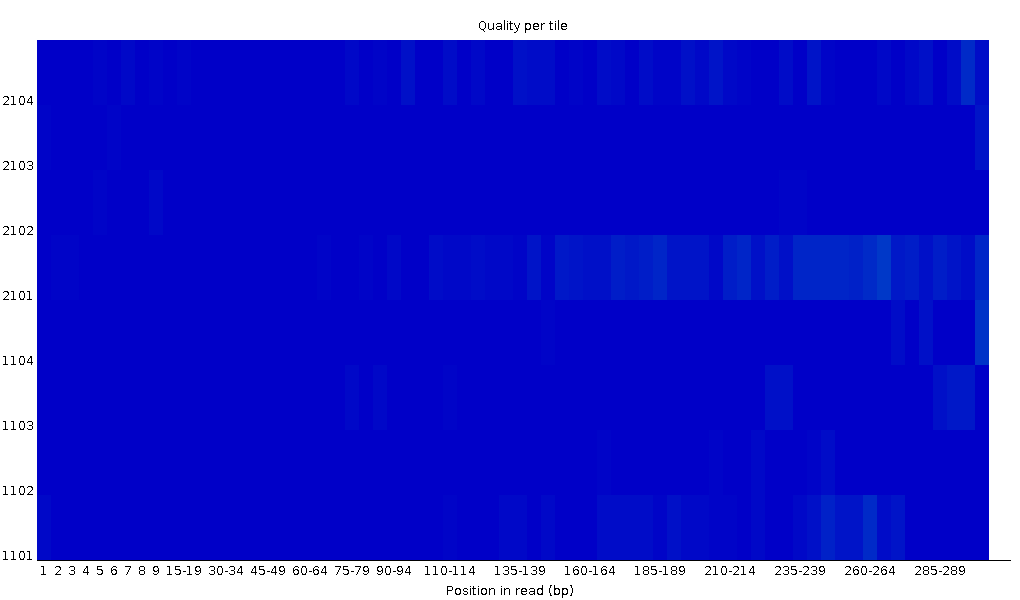 Quality per tile
2104
2103
2102
2101
1104
1103
1102
1101
1 2 3 4 5 6 7 8 9 15-19 30-34 45-49 60-64 75-79 90-94 110-114 135-139 160-164 185-189 210-214 235-239 260-264 285-289
Position in read (bp)